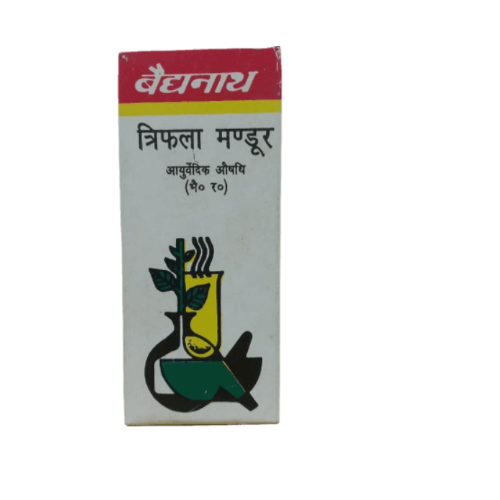 बैद्यनाथ
त्रिफला मण्डूर
आयुर्वेदिक औषधि
(भै० र०)